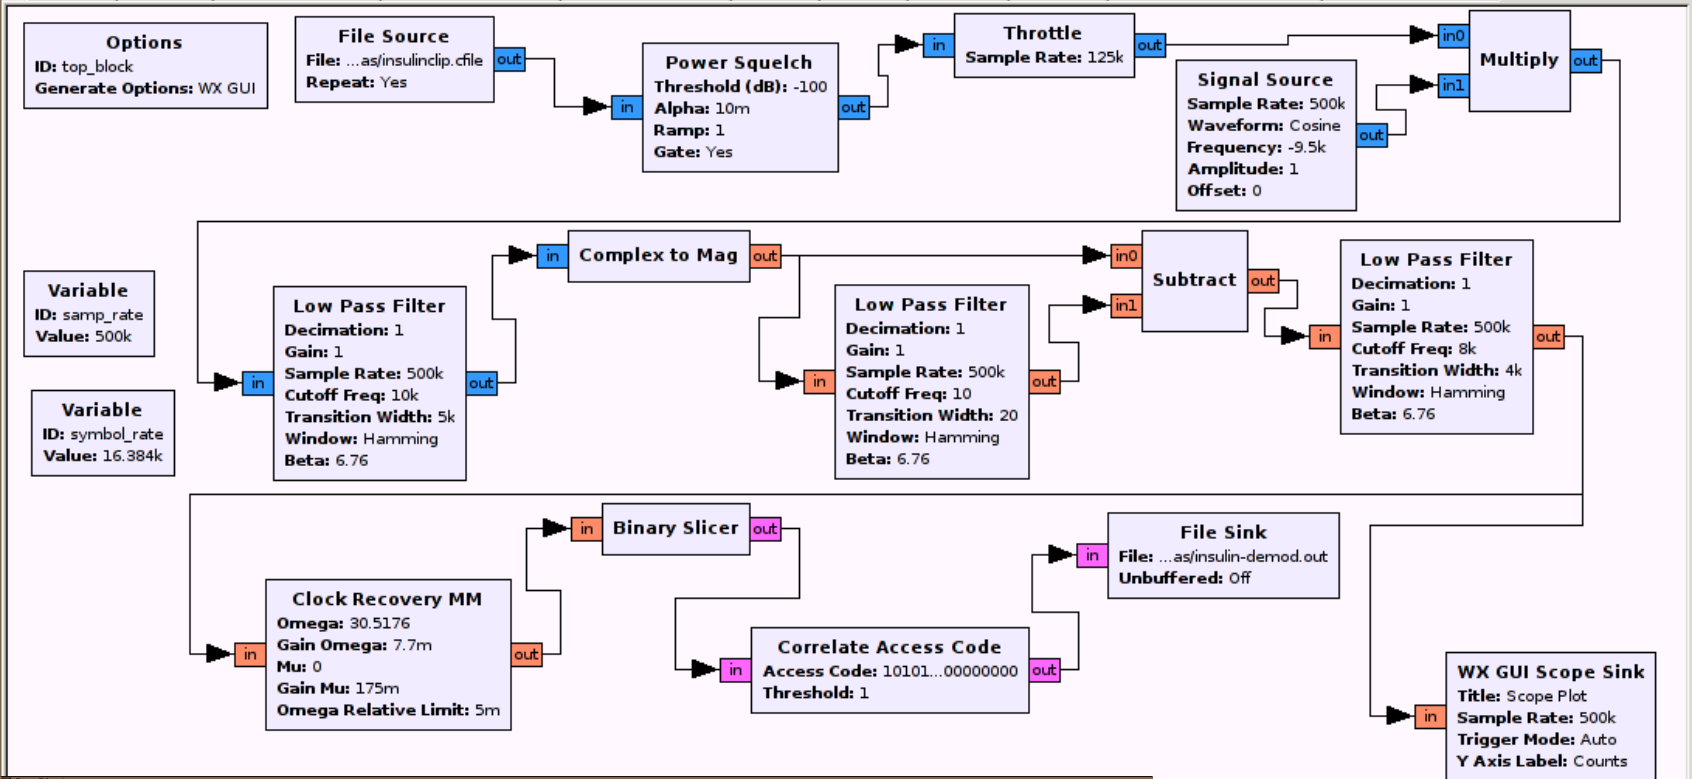 Options
ID: top_block
Generate Options: WX GUI
File Source
File: ...as/insulinclip.cfile
Repeat: Yes
out
in
Power Squelch
Threshold (dB): -100
Alpha: 10m
Ramp: 1
Gate: Yes
out
in
Throttle
Sample Rate: 125k
out
Signal Source
Sample Rate: 500k
Waveform: Cosine
Frequency: -9.5k
Amplitude: 1
Offset: 0
out
in0
in1
Multiply
out
Variable
ID: samp_rate
Value: 500k
Variable
ID: symbol_rate
Value: 16.384k
in
Low Pass Filter
Decimation: 1
Gain: 1
Sample Rate: 500k
Cutoff Freq: 10k
Transition Width: 5k
Window: Hamming
Beta: 6.76
out
in
Complex to Mag
out
in
Low Pass Filter
Decimation: 1
Gain: 1
Sample Rate: 500k
Cutoff Freq: 10
Transition Width: 20
Window: Hamming
Beta: 6.76
out
in0
in1
Subtract
out
in
Low Pass Filter
Decimation: 1
Gain: 1
Sample Rate: 500k
Cutoff Freq: 8k
Transition Width: 4k
Window: Hamming
Beta: 6.76
out
in
Clock Recovery MM
Omega: 30.5176
Gain Omega: 7.7m
Mu: 0
Gain Mu: 175m
Omega Relative Limit: 5m
out
in
Binary Slicer
out
in
Correlate Access Code
Access Code: 10101...00000000
Threshold: 1
out
in
File Sink
File: ...as/insulin-demod.out
Unbuffered: Off
in
WX GUI Scope Sink
Title: Scope Plot
Sample Rate: 500k
Trigger Mode: Auto
Y Axis Label: Counts